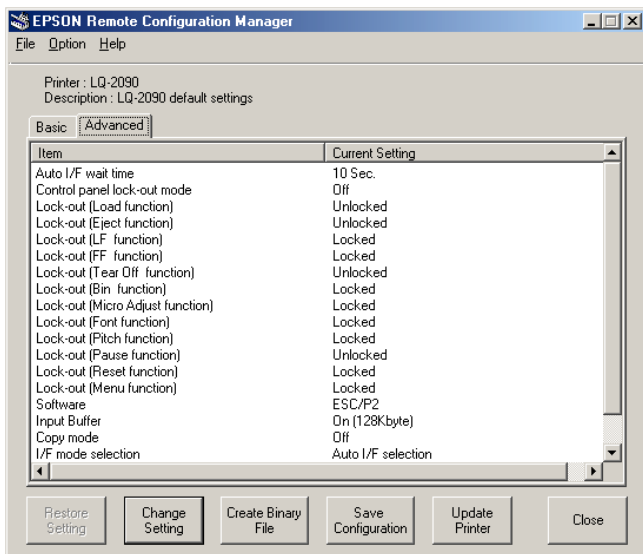 EPSON Remote Configuration Manager
File Option Help
Printer : LQ-2090
Description : LQ-2090 default settings
Basic Advanced
Item Current Setting
Auto I/F wait time 10 Sec.
Control panel lock-out mode Off
Lock-out (Load function) Unlocked
Lock-out (Eject function) Unlocked
Lock-out (LF function) Locked
Lock-out (FF function) Locked
Lock-out (Tear Off function) Unlocked
Lock-out (Bin function) Locked
Lock-out (Micro Adjust function) Locked
Lock-out (Font function) Locked
Lock-out (Pitch function) Locked
Lock-out (Pause function) Unlocked
Lock-out (Reset function) Locked
Lock-out (Menu function) Locked
Software ESC/P2
Input Buffer On (128Kbyte)
Copy mode Off
I/F mode selection Auto I/F selection
Restore Setting
Change Setting
Create Binary File
Save Configuration
Update Printer
Close